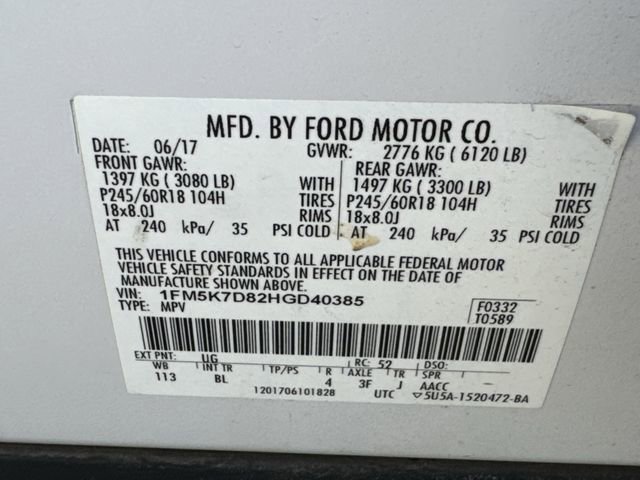 MFD. BY FORD MOTOR CO.
DATE: 06/17 GVWR: 2776 KG ( 6120 LB)
FRONT GAWR: REAR GAWR:
1397 KG ( 3080 LB) WITH 1497 KG ( 3300 LB) WITH
P245/60R18 104H TIRES P245/60R18 104H TIRES
18x8.0J RIMS 18x8.0J RIMS
AT 240 kPa/ 35 PSI COLD AT 240 kPa/ 35 PSI COLD
THIS VEHICLE CONFORMS TO ALL APPLICABLE FEDERAL MOTOR
VEHICLE SAFETY STANDARDS IN EFFECT ON THE DATE OF
MANUFACTURE SHOWN ABOVE.
VIN: 1FM5K7D82HGD40385 F0332
TYPE: MPV T0589
EXT PNT: UG RC: 52 DSO:
WB INT TR TP/PS R AXLE TR SPR
113 BL 4 3F J AACC
1201706101828 UTC ▽5U5A-1520472-BA